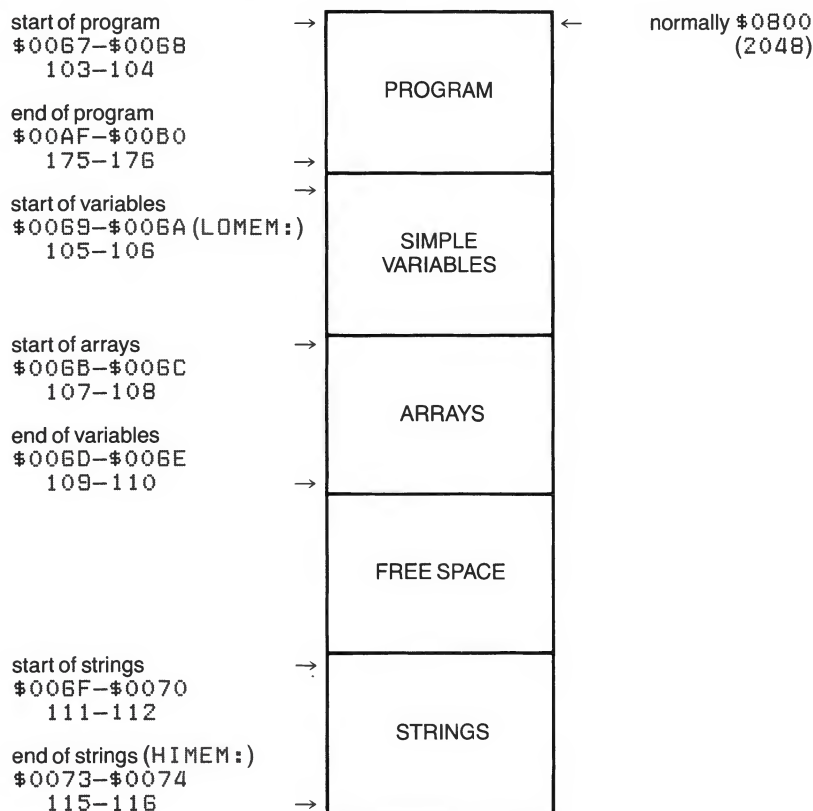 start of program → ← normally $0800
$0067–$0068 (2048)
103–104
PROGRAM
end of program
$00AF–$00B0
175–176 →
→
start of variables
$0069–$006A (LOMEM:)
105–106
SIMPLE
VARIABLES
start of arrays →
$006B–$006C
107–108
ARRAYS
end of variables
$006D–$006E
109–110 →
FREE SPACE
start of strings →
$006F–$0070
111–112
STRINGS
end of strings (HIMEM:)
$0073–$0074
115–116 →